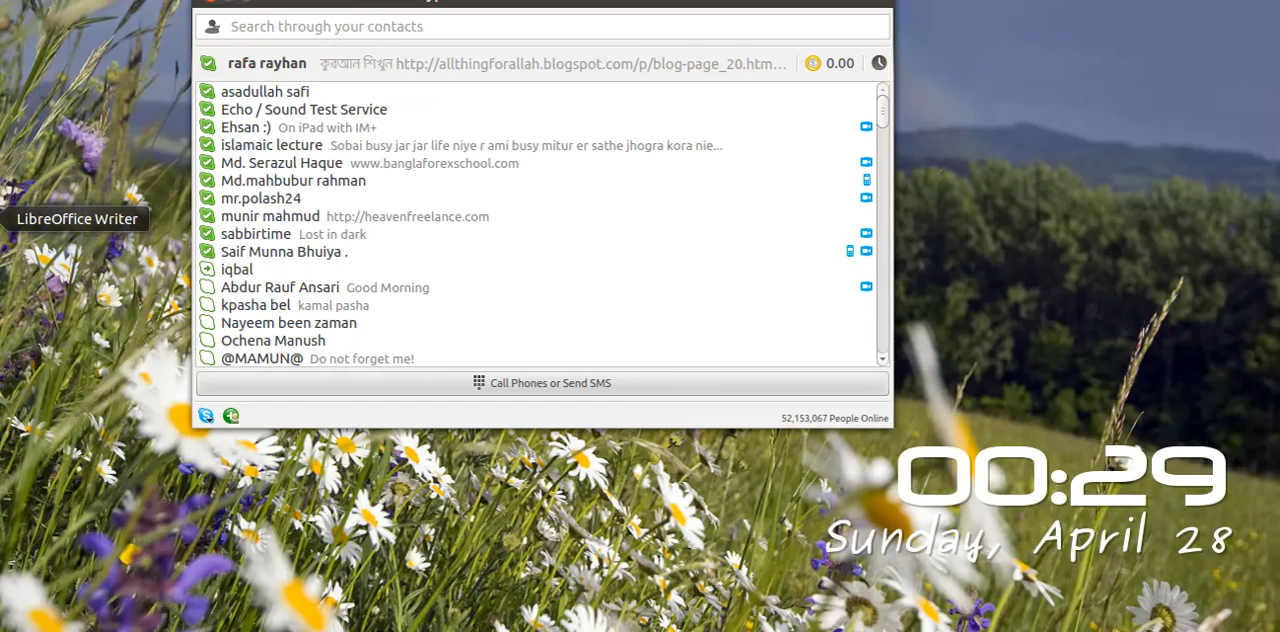 Search through your contacts
rafa rayhan কুরআন শিখুন http://allthingforallah.blogspot.com/p/blog-page_20.htm... 0.00
asadullah safi
Echo / Sound Test Service
Ehsan :) On iPad with IM+
islamaic lecture Sobai busy jar jar life niye r ami busy mitur er sathe jhogra kora nie...
Md. Serazul Haque www.banglaforexschool.com
Md.mahbubur rahman
mr.polash24
munir mahmud http://heavenfreelance.com
LibreOffice Writer
sabbirtime Lost in dark
Saif Munna Bhuiya .
iqbal
Abdur Rauf Ansari Good Morning
kpasha bel kamal pasha
Nayeem been zaman
Ochena Manush
@MAMUN@ Do not forget me!
Call Phones or Send SMS
52,153,067 People Online
00:29
Sunday, April 28